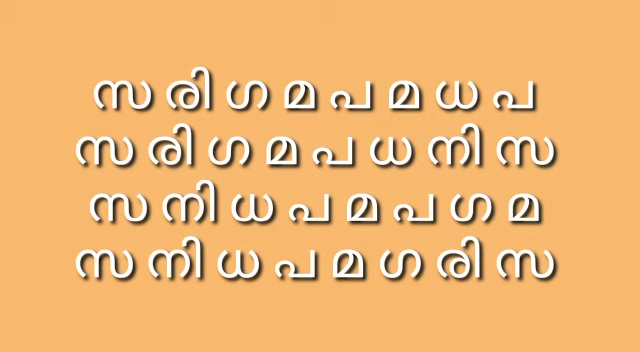 സ രി ഗ മ പ മ ധ പ
സ രി ഗ മ പ ധ നി സ
സ നി ധ പ മ പ ഗ മ
സ നി ധ പ മ ഗ രി സ